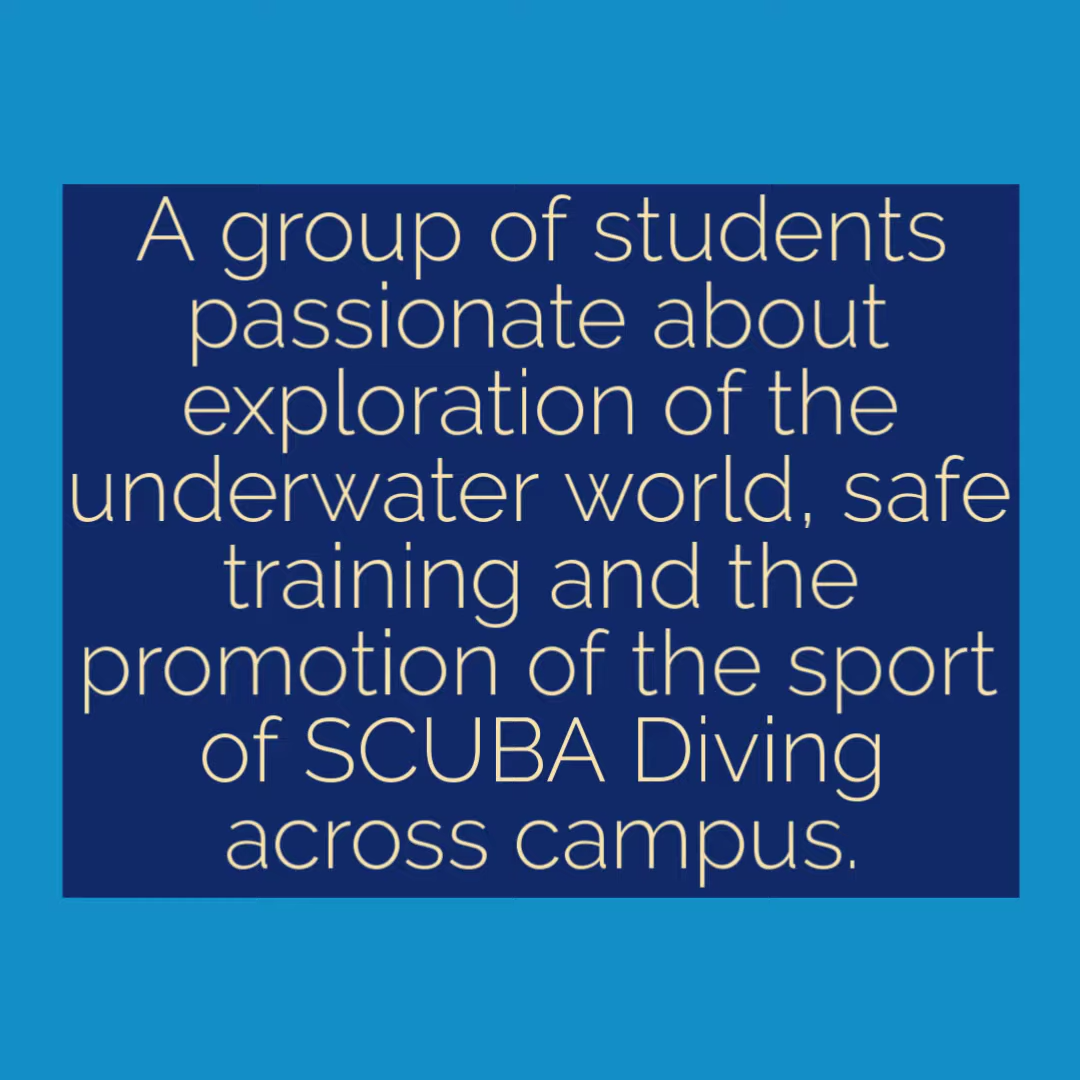 A group of students
passionate about
exploration of the
underwater world, safe
training and the
promotion of the sport
of SCUBA Diving
across campus.